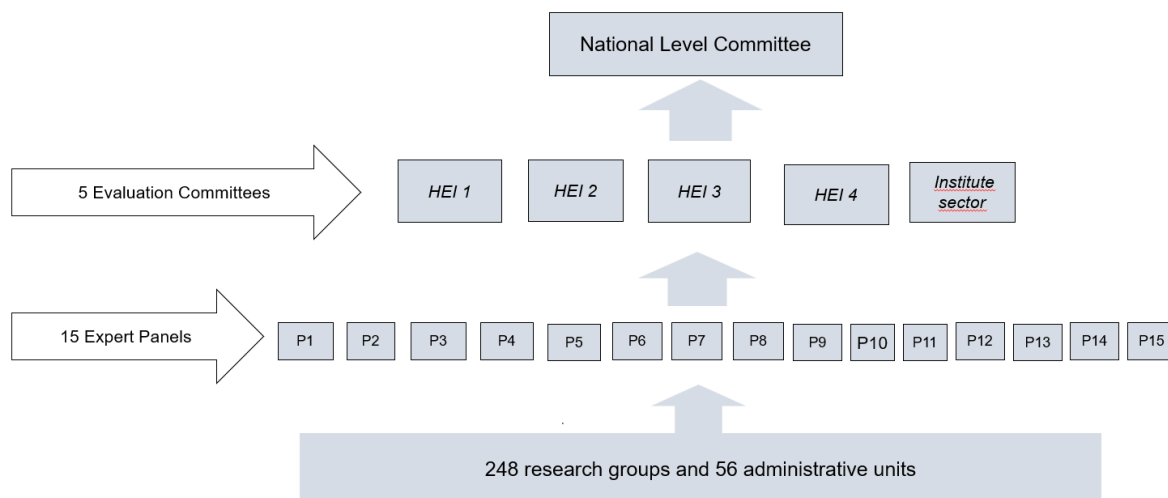 National Level Committee
5 Evaluation Committees
HEI 1
HEI 2
HEI 3
HEI 4
Institute
sector
15 Expert Panels
P1
P2
P3
P4
P5
P6
P7
P8
P9
P10
P11
P12
P13
P14
P15
248 research groups and 56 administrative units